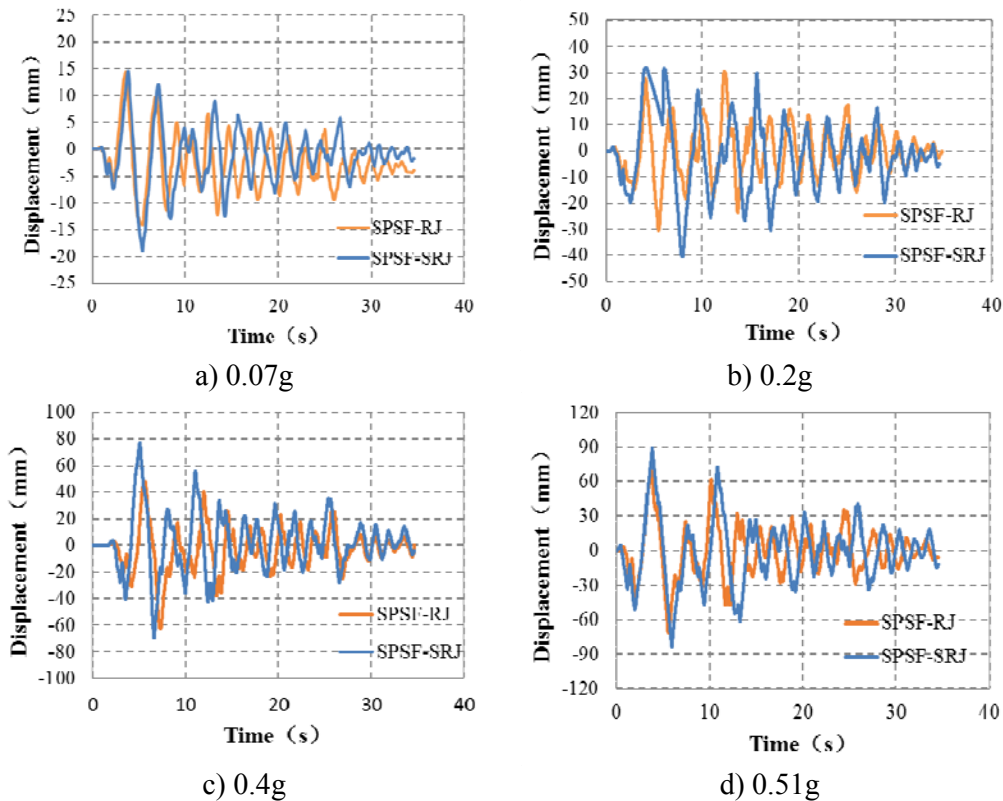 25
20
15
10
5
0
-5
-10
-15
-20
-25
Displacement（mm）
0 10 20 30 40
Time（s）
SPSF-RJ
SPSF-SRJ
a) 0.07g
50
40
30
20
10
0
-10
-20
-30
-40
-50
Displacement（mm）
0 10 20 30 40
Time（s）
SPSF-RJ
SPSF-SRJ
b) 0.2g
100
80
60
40
20
0
-20
-40
-60
-80
-100
Displacement（mm）
0 10 20 30 40
Time（s）
SPSF-RJ
SPSF-SRJ
c) 0.4g
120
90
60
30
0
-30
-60
-90
-120
Displacement（mm）
0 10 20 30 40
Time（s）
SPSF-RJ
SPSF-SRJ
d) 0.51g